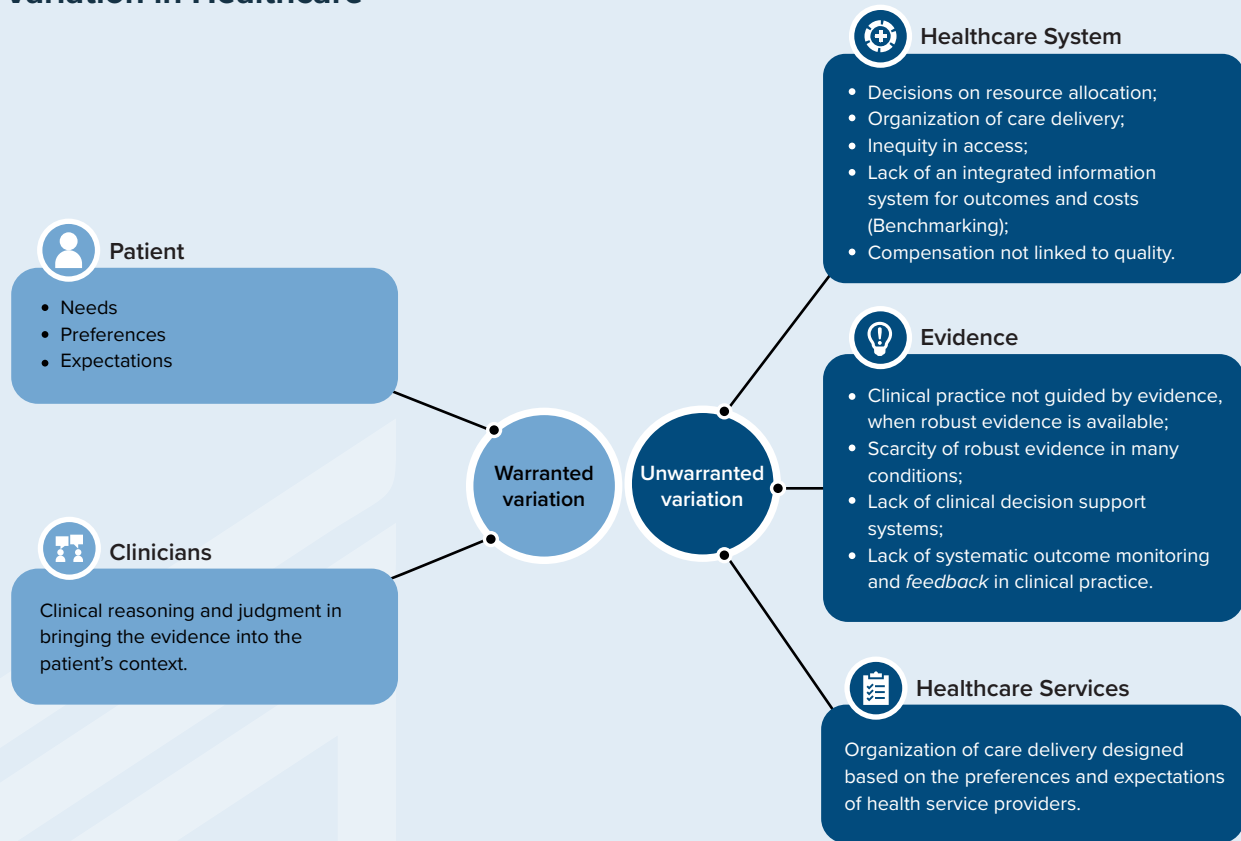 Variation in Healthcare
Patient
• Needs
• Preferences
• Expectations
Clinicians
Clinical reasoning and judgment in
bringing the evidence into the
patient’s context.
Warranted
variation
Unwarranted
variation
Healthcare System
• Decisions on resource allocation;
• Organization of care delivery;
• Inequity in access;
• Lack of an integrated information
system for outcomes and costs
(Benchmarking);
• Compensation not linked to quality.
Evidence
• Clinical practice not guided by evidence,
when robust evidence is available;
• Scarcity of robust evidence in many
conditions;
• Lack of clinical decision support
systems;
• Lack of systematic outcome monitoring
and feedback in clinical practice.
Healthcare Services
Organization of care delivery designed
based on the preferences and expectations
of health service providers.